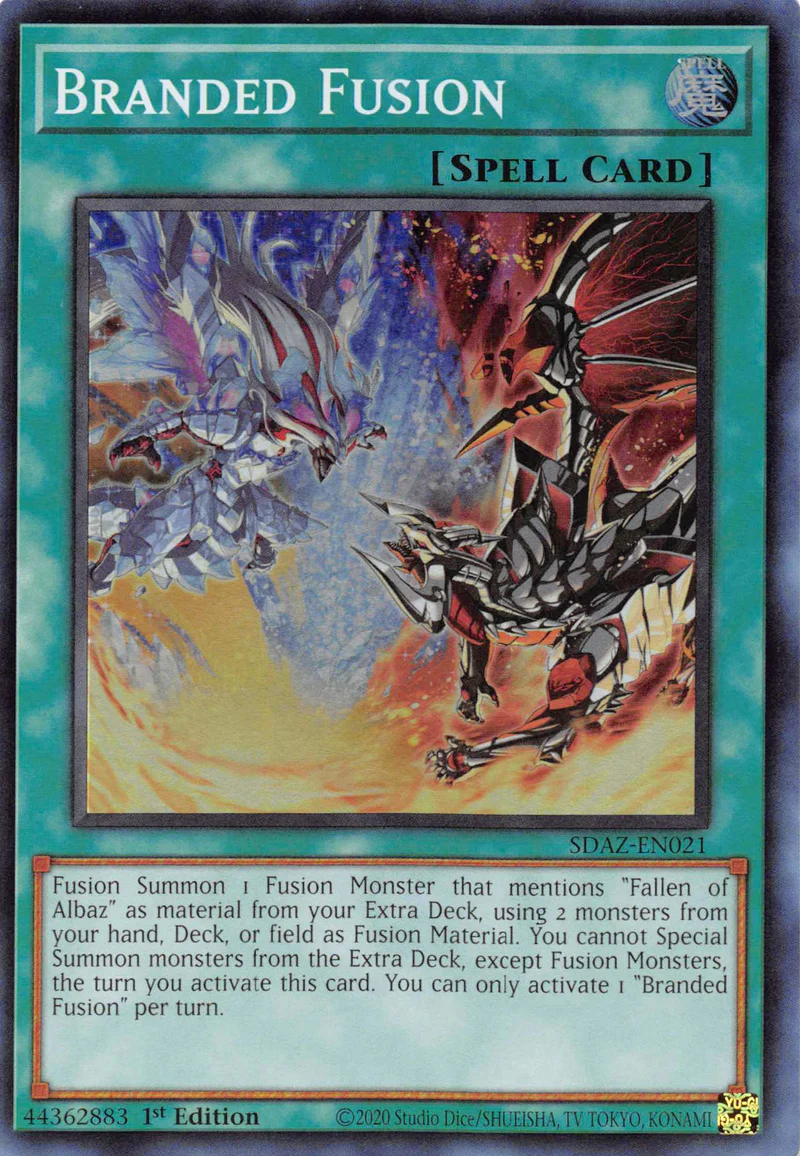 BRANDED FUSION
SPELL
魔
[SPELL CARD]
SDAZ-EN021
Fusion Summon 1 Fusion Monster that mentions "Fallen of
Albaz" as material from your Extra Deck, using 2 monsters from
your hand, Deck, or field as Fusion Material. You cannot Special
Summon monsters from the Extra Deck, except Fusion Monsters,
the turn you activate this card. You can only activate 1 "Branded
Fusion" per turn.
44362883 1st Edition ©2020 Studio Dice/SHUEISHA, TV TOKYO, KONAMI